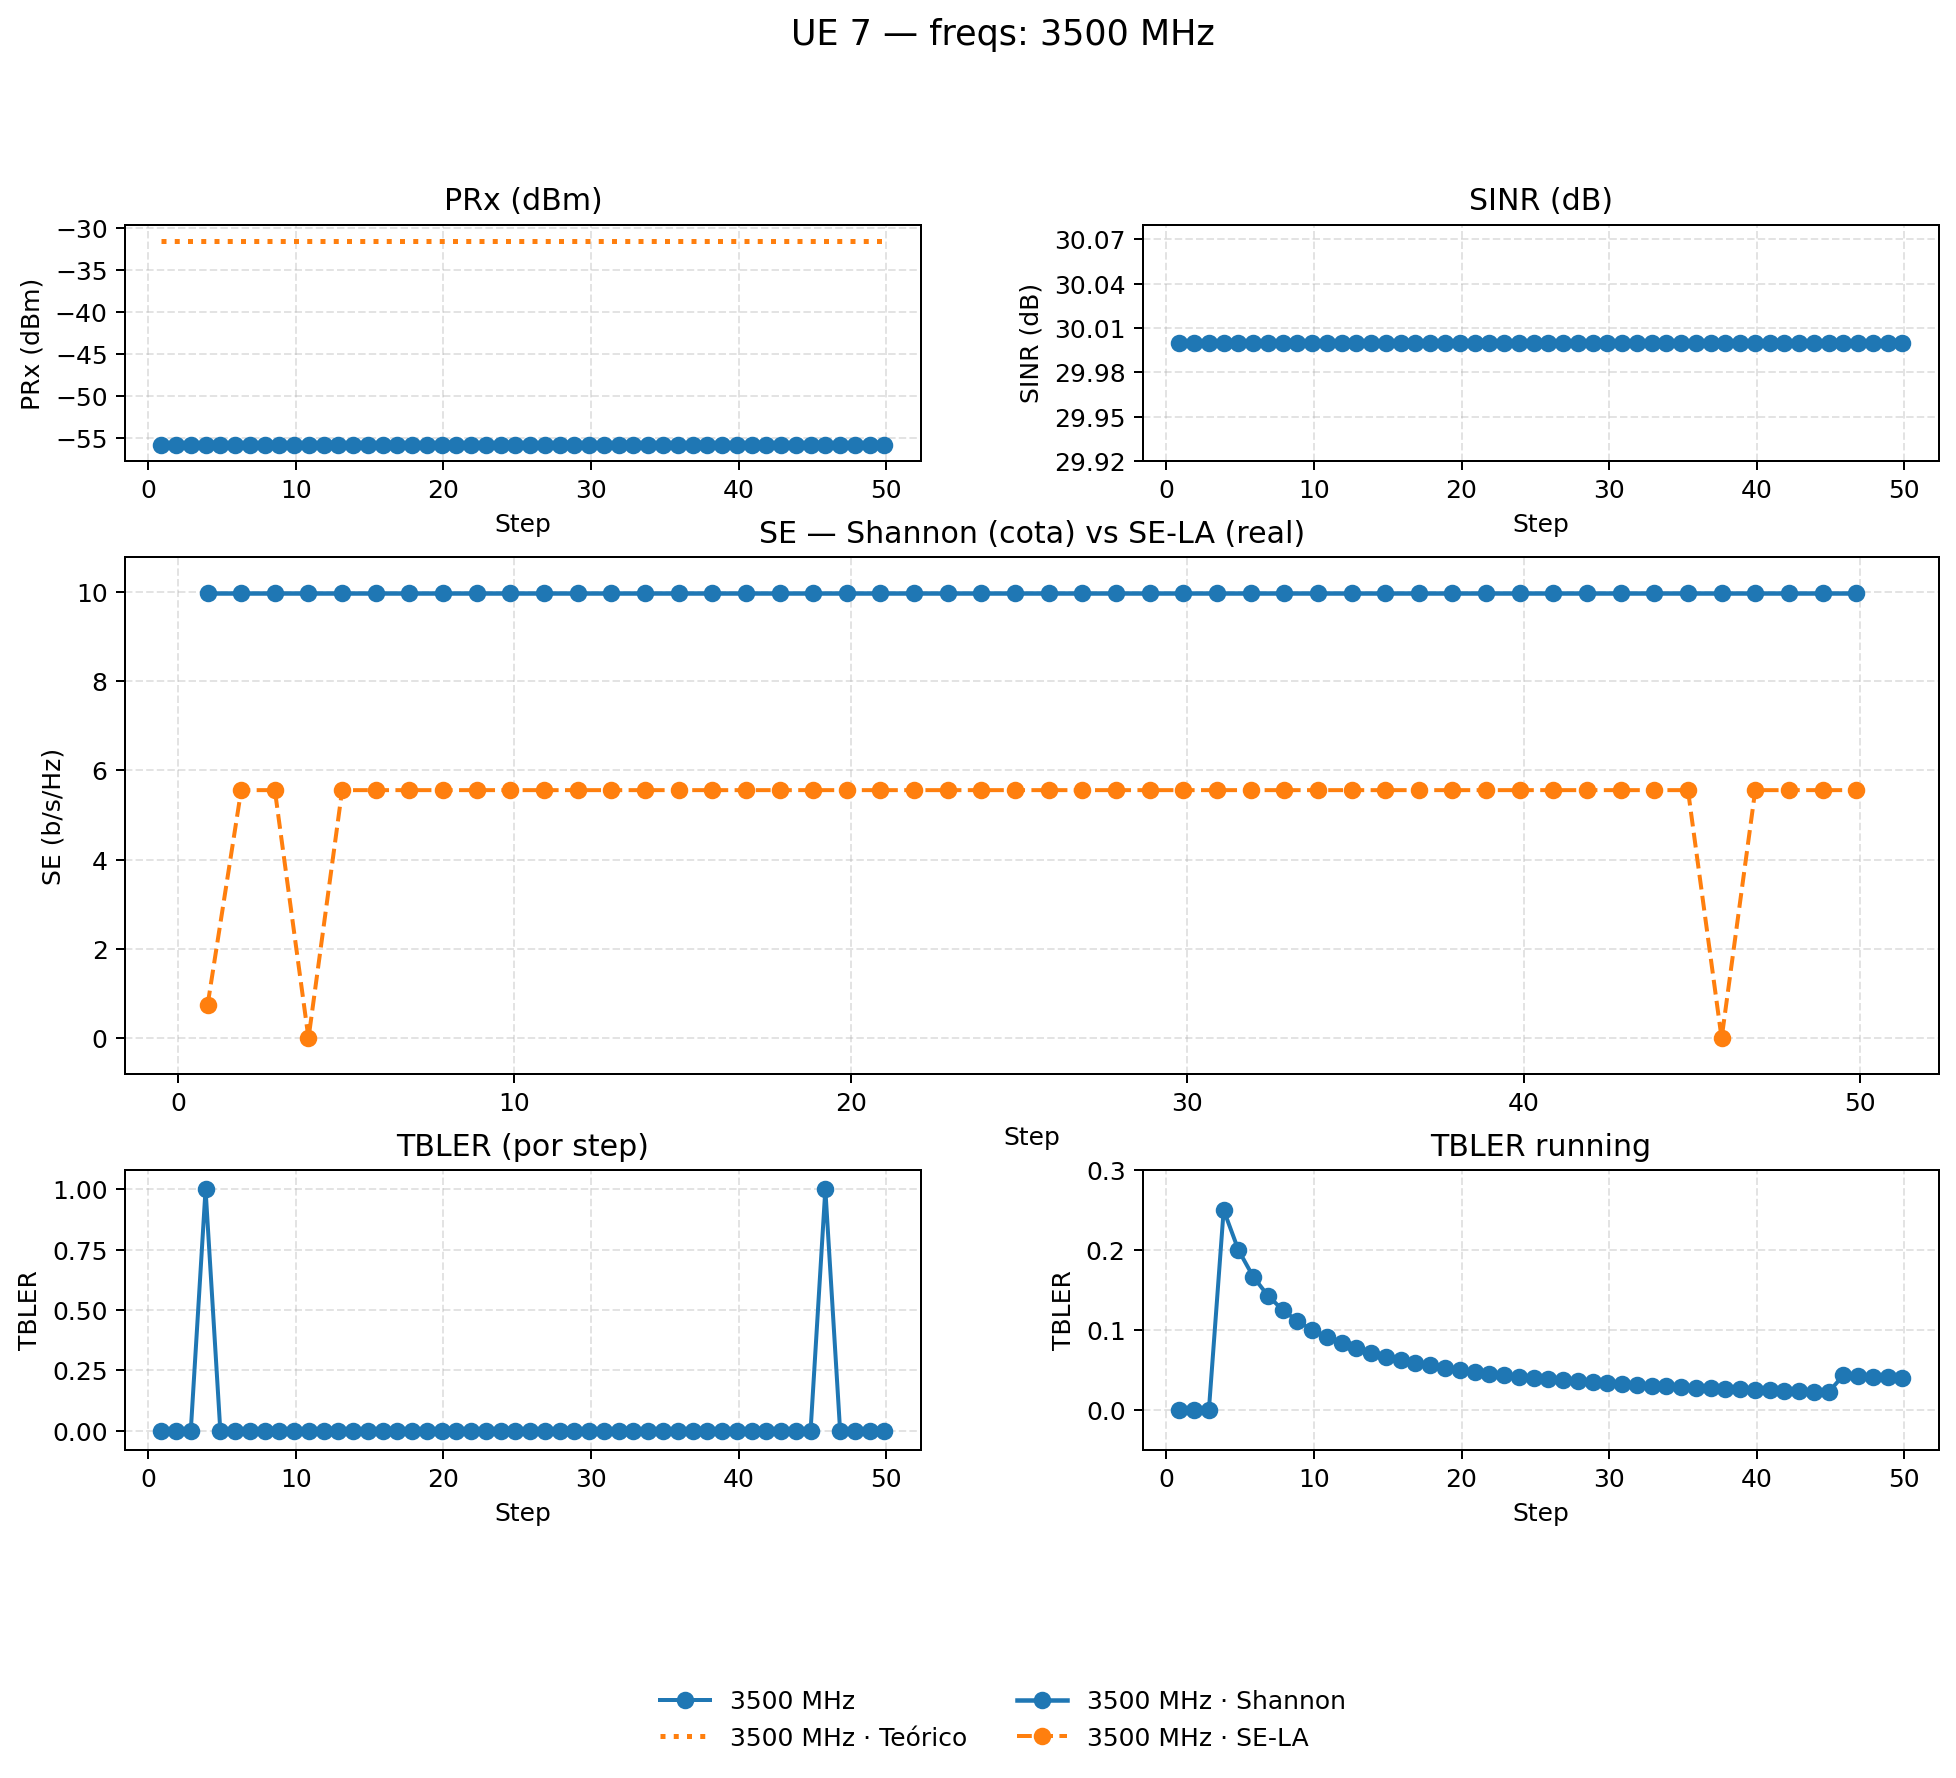 UE 7 — freqs: 3500 MHz
PRx (dBm)
PRx (dBm)
−30
−35
−40
−45
−50
−55
0 10 20 30 40 50
Step
SINR (dB)
SINR (dB)
30.07
30.04
30.01
29.98
29.95
29.92
0 10 20 30 40 50
Step
SE — Shannon (cota) vs SE-LA (real)
SE (b/s/Hz)
10
8
6
4
2
0
0 10 20 30 40 50
Step
TBLER (por step)
TBLER
1.00
0.75
0.50
0.25
0.00
0 10 20 30 40 50
Step
TBLER running
TBLER
0.3
0.2
0.1
0.0
0 10 20 30 40 50
Step
3500 MHz
3500 MHz · Teórico
3500 MHz · Shannon
3500 MHz · SE-LA